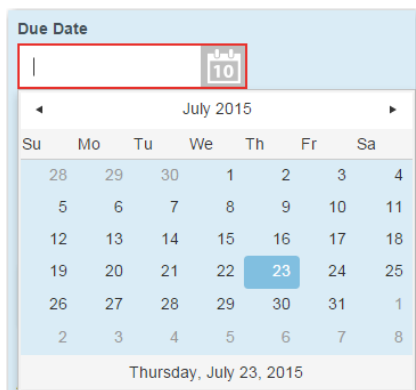 Due Date
10
◄ July 2015 ►
Su Mo Tu We Th Fr Sa
28 29 30 1 2 3 4
5 6 7 8 9 10 11
12 13 14 15 16 17 18
19 20 21 22 23 24 25
26 27 28 29 30 31 1
2 3 4 5 6 7 8
Thursday, July 23, 2015